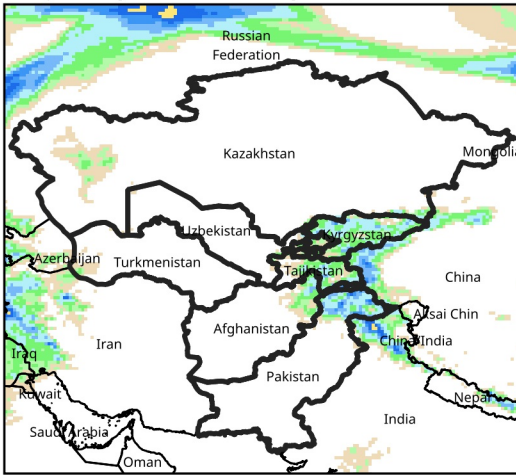 Russian
Federation
Kazakhstan
Mongolia
Uzbekistan
Kyrgyzstan
Azerbaijan
Turkmenistan
Tajikistan
China
Aksai Chin
Afghanistan
Iran
China/India
Iraq
Pakistan
Kuwait
Nepal
India
Saudi Arabia
Oman